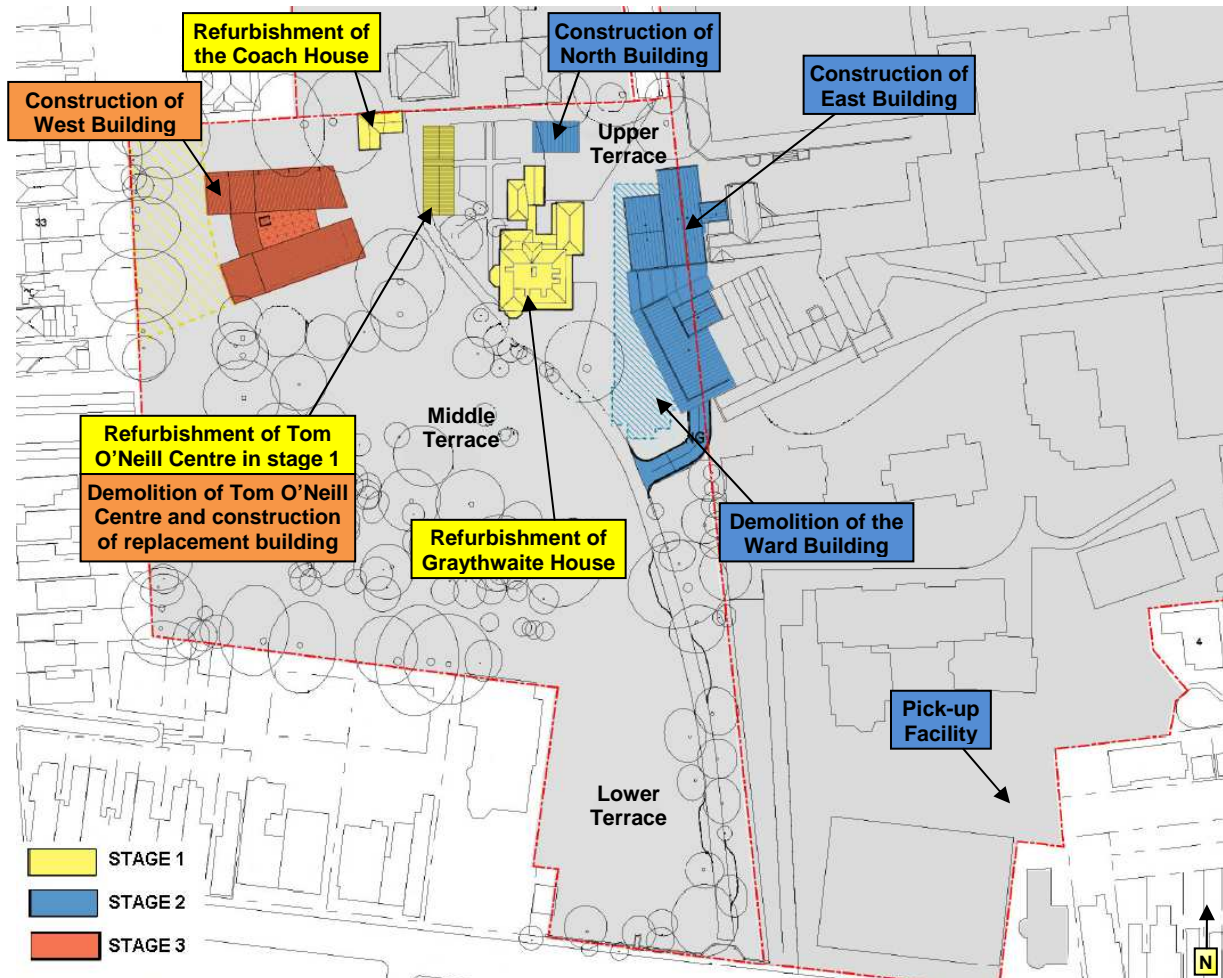 Refurbishment of
the Coach House
Construction of
North Building
Construction of
East Building
Construction of
West Building
Upper
Terrace
33
Middle
Terrace
Refurbishment of Tom
O'Neill Centre in stage 1
Demolition of Tom O'Neill
Centre and construction
of replacement building
Refurbishment of
Graythwaite House
Demolition of the
Ward Building
4
Pick-up
Facility
Lower
Terrace
STAGE 1
STAGE 2
STAGE 3
N